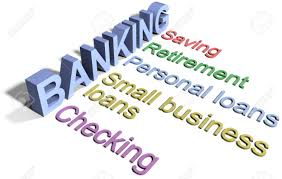 BANKING
Saving
Retirement
Personal loans
Small business
loans
Checking